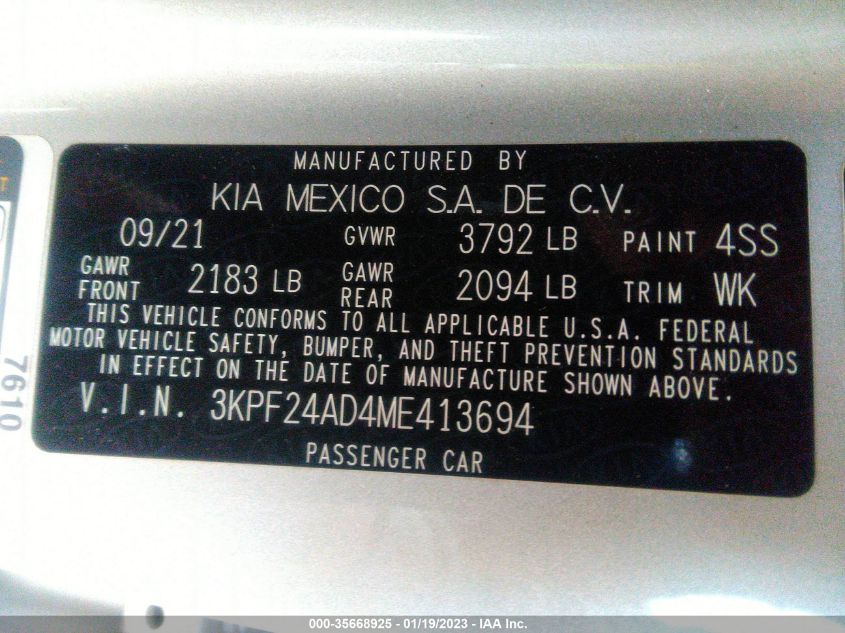 MANUFACTURED BY
KIA MEXICO S.A. DE C.V.
09/21 GVWR 3792 LB PAINT 4SS
GAWR FRONT 2183 LB GAWR REAR 2094 LB TRIM WK
THIS VEHICLE CONFORMS TO ALL APPLICABLE U.S.A. FEDERAL
MOTOR VEHICLE SAFETY, BUMPER, AND THEFT PREVENTION STANDARDS
IN EFFECT ON THE DATE OF MANUFACTURE SHOWN ABOVE.
V.I.N. 3KPF24AD4ME413694
PASSENGER CAR
7610
000-35668925 - 01/19/2023 - IAA Inc.